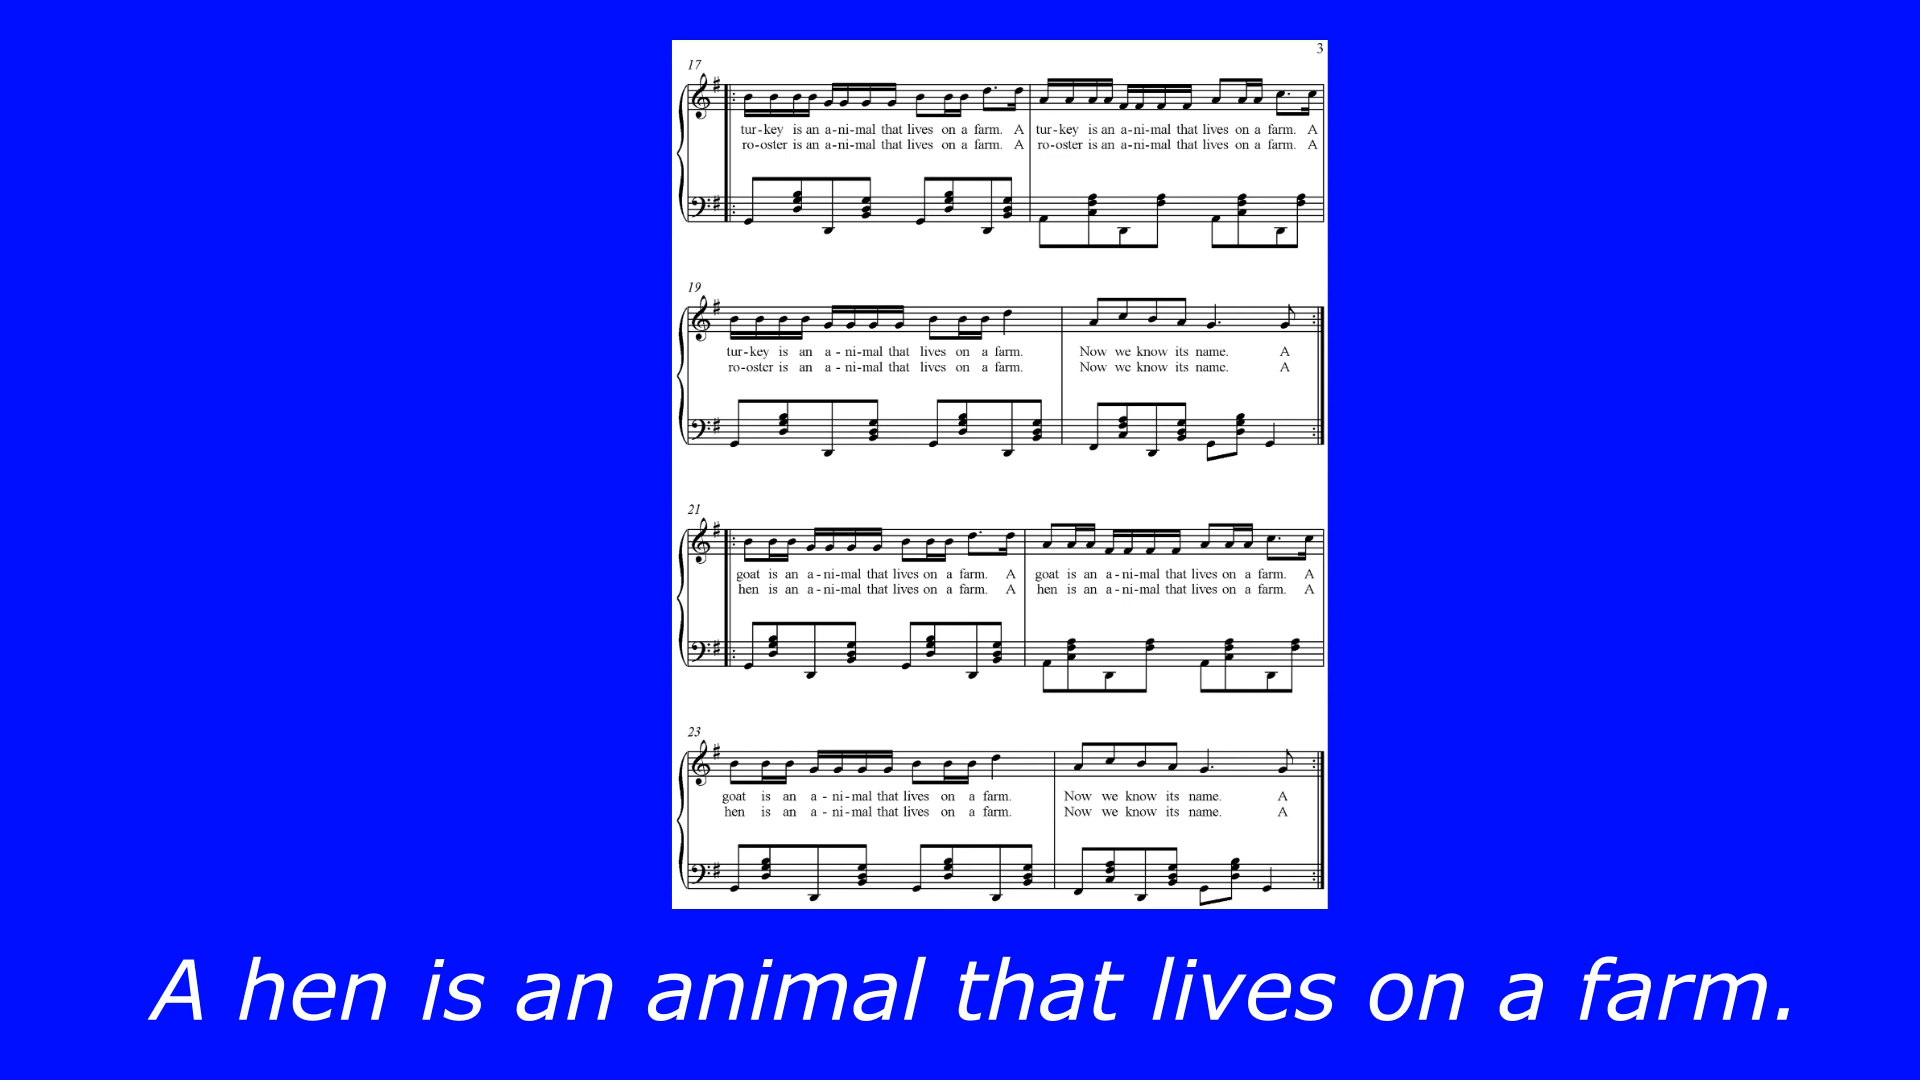 3
17
tur-key is an a-ni-mal that lives on a farm. A tur-key is an a-ni-mal that lives on a farm. A
ro-oster is an a-ni-mal that lives on a farm. A ro-oster is an a-ni-mal that lives on a farm. A
19
tur-key is an a - ni-mal that lives on a farm. Now we know its name. A
ro-oster is an a - ni-mal that lives on a farm. Now we know its name. A
21
goat is an a-ni-mal that lives on a farm. A goat is an a-ni-mal that lives on a farm. A
hen is an a-ni-mal that lives on a farm. A hen is an a-ni-mal that lives on a farm. A
23
goat is an a - ni-mal that lives on a farm. Now we know its name. A
hen is an a - ni-mal that lives on a farm. Now we know its name. A
A hen is an animal that lives on a farm.